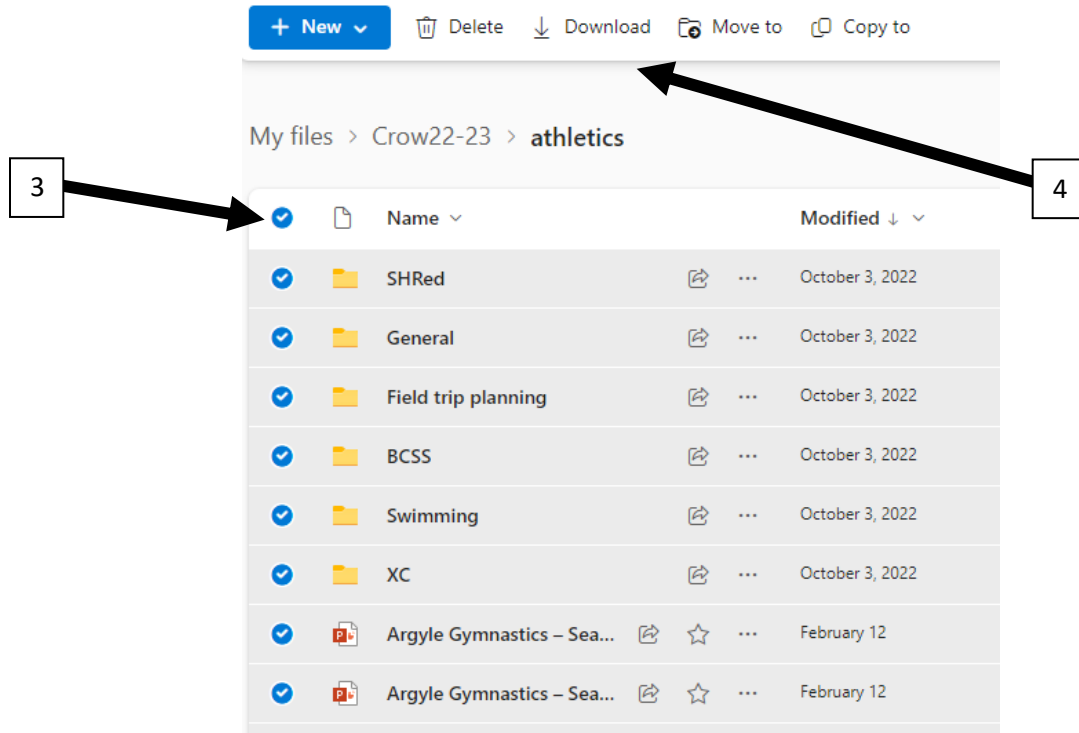 + New Delete Download Move to Copy to
My files > Crow22-23 > athletics
3
4
Name Modified
SHRed October 3, 2022
General October 3, 2022
Field trip planning October 3, 2022
BCSS October 3, 2022
Swimming October 3, 2022
XC October 3, 2022
Argyle Gymnastics – Sea... February 12
Argyle Gymnastics – Sea... February 12